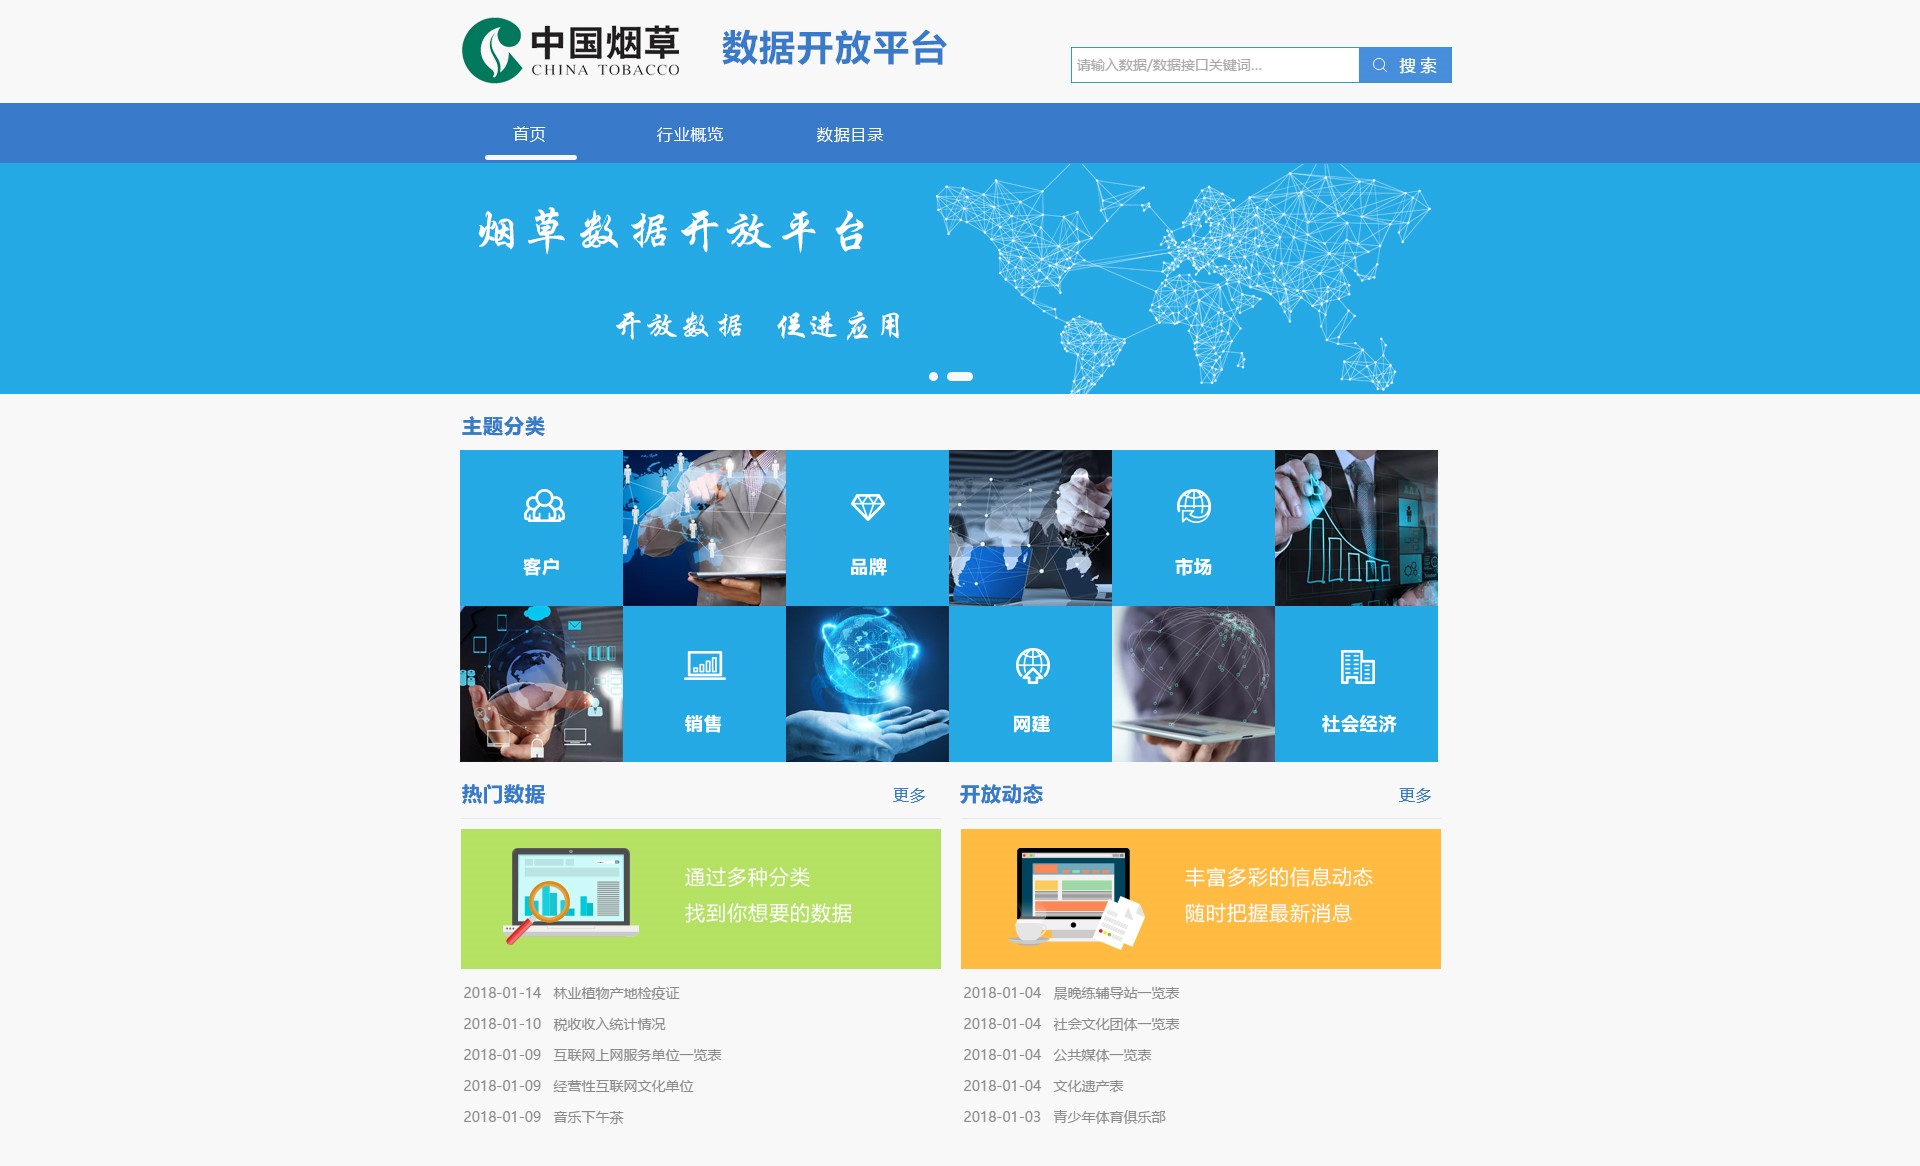 中国烟草
CHINA TOBACCO
数据开放平台
请输入数据/数据接口关键词...
搜 索
首页
行业概览
数据目录
烟草数据开放平台
开放数据 促进应用
主题分类
客户
品牌
市场
销售
网建
社会经济
热门数据
更多
通过多种分类
找到你想要的数据
2018-01-14 林业植物产地检疫证
2018-01-10 税收收入统计情况
2018-01-09 互联网上网服务单位一览表
2018-01-09 经营性互联网文化单位
2018-01-09 音乐下午茶
开放动态
更多
丰富多彩的信息动态
随时把握最新消息
2018-01-04 晨晚练辅导站一览表
2018-01-04 社会文化团体一览表
2018-01-04 公共媒体一览表
2018-01-04 文化遗产表
2018-01-03 青少年体育俱乐部